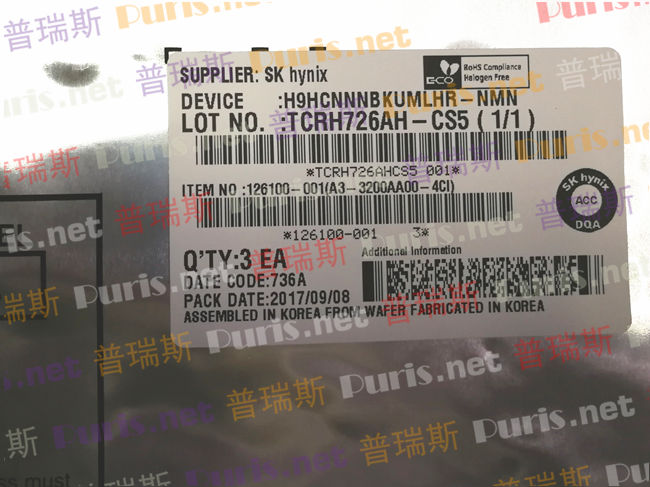 SUPPLIER: SK hynix
ECO
RoHS Compliance
Halogen Free
DEVICE :H9HCNNNBKUMLHR-NMN
LOT NO. :TCRH726AH-CS5 (1/1)
*TCRH726AHCS5 001*
ITEM NO :126100-001(A3-3200AA00-4CI)
*126100-001 3*
SK hynix
ACC
DQA
Q'TY:3 EA
Additional Information
DATE CODE:736A
PACK DATE:2017/09/08
ASSEMBLED IN KOREA FROM WAFER FABRICATED IN KOREA
must
普瑞斯 Puris.net